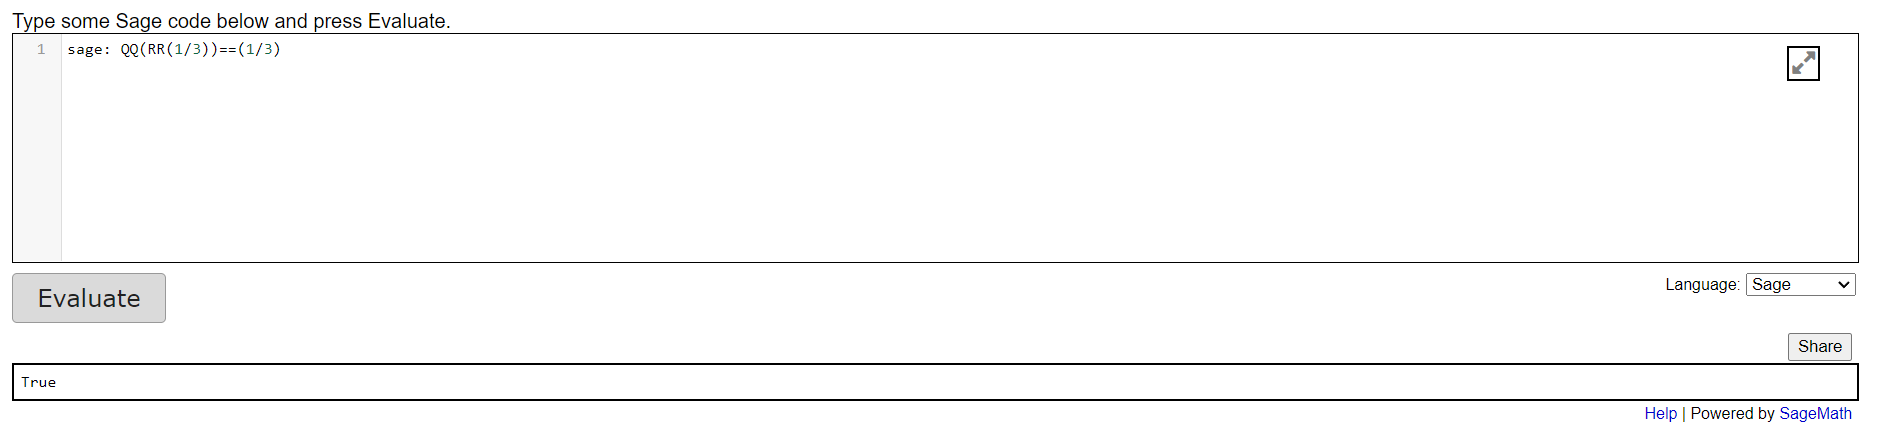 Type some Sage code below and press Evaluate.
1 sage: QQ(RR(1/3))==(1/3)
Evaluate
Language: Sage
Share
True
Help | Powered by SageMath